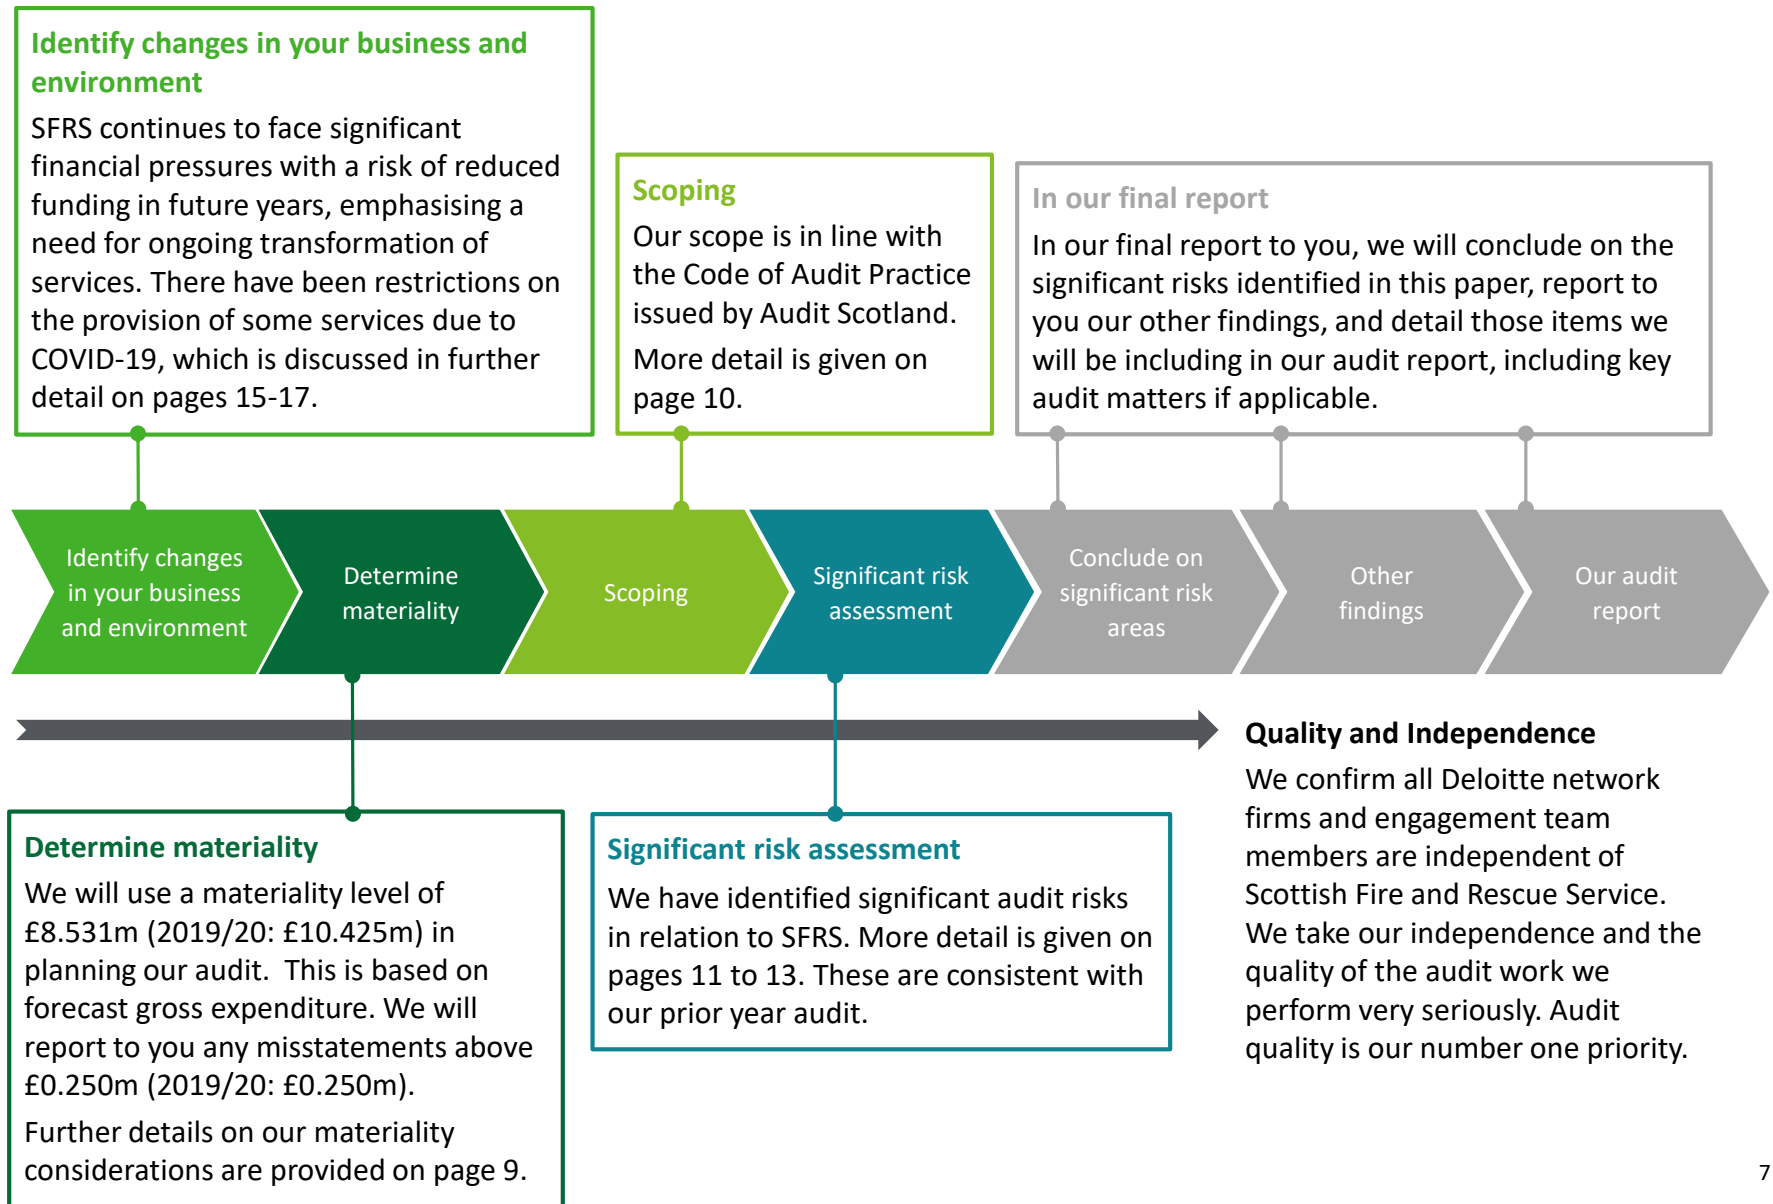 Identify changes in your business and
environment
SFRS continues to face significant
financial pressures with a risk of reduced
funding in future years, emphasising a
need for ongoing transformation of
services. There have been restrictions on
the provision of some services due to
COVID-19, which is discussed in further
detail on pages 15-17.
Scoping
Our scope is in line with
the Code of Audit Practice
issued by Audit Scotland.
More detail is given on
page 10.
In our final report
In our final report to you, we will conclude on the
significant risks identified in this paper, report to
you our other findings, and detail those items we
will be including in our audit report, including key
audit matters if applicable.
Identify changes
in your business
and environment
Determine
materiality
Scoping
Significant risk
assessment
Conclude on
significant risk
areas
Other
findings
Our audit
report
Determine materiality
We will use a materiality level of
£8.531m (2019/20: £10.425m) in
planning our audit.  This is based on
forecast gross expenditure. We will
report to you any misstatements above
£0.250m (2019/20: £0.250m).
Further details on our materiality
considerations are provided on page 9.
Significant risk assessment
We have identified significant audit risks
in relation to SFRS. More detail is given on
pages 11 to 13. These are consistent with
our prior year audit.
Quality and Independence
We confirm all Deloitte network
firms and engagement team
members are independent of
Scottish Fire and Rescue Service.
We take our independence and the
quality of the audit work we
perform very seriously. Audit
quality is our number one priority.
7